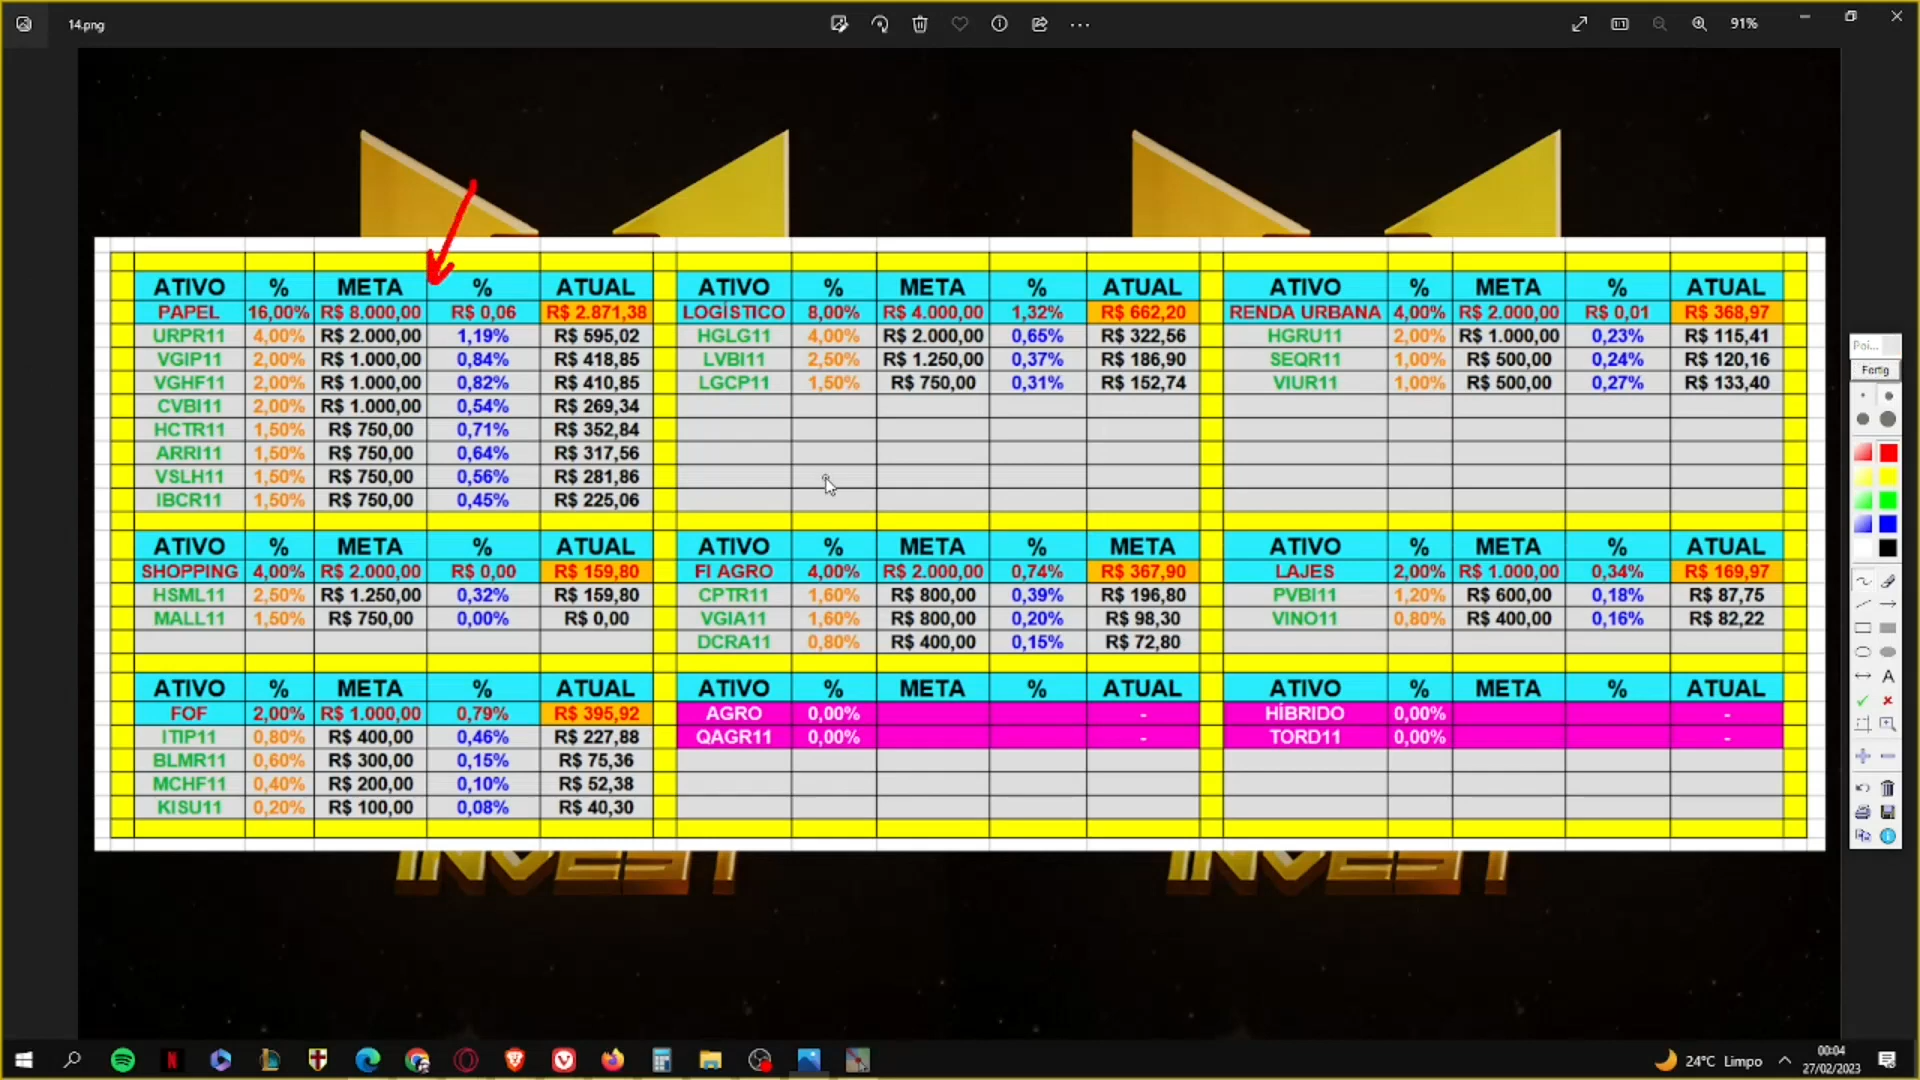 14.png
91%
ATIVO % META % ATUAL ATIVO % META % ATUAL ATIVO % META % ATUAL
PAPEL 16,00% R$ 8.000,00 R$ 0,06 R$ 2.871,38 LOGÍSTICO 8,00% R$ 4.000,00 1,32% R$ 662,20 RENDA URBANA 4,00% R$ 2.000,00 R$ 0,01 R$ 368,97
URPR11 4,00% R$ 2.000,00 1,19% R$ 595,02 HGLG11 4,00% R$ 2.000,00 0,65% R$ 322,56 HGRU11 2,00% R$ 1.000,00 0,23% R$ 115,41
VGIP11 2,00% R$ 1.000,00 0,84% R$ 418,85 LVBI11 2,50% R$ 1.250,00 0,37% R$ 186,90 SEQR11 1,00% R$ 500,00 0,24% R$ 120,16
VGHF11 2,00% R$ 1.000,00 0,82% R$ 410,85 LGCP11 1,50% R$ 750,00 0,31% R$ 152,74 VIUR11 1,00% R$ 500,00 0,27% R$ 133,40
CVBI11 2,00% R$ 1.000,00 0,54% R$ 269,34
HCTR11 1,50% R$ 750,00 0,71% R$ 352,84
ARRI11 1,50% R$ 750,00 0,64% R$ 317,56
VSLH11 1,50% R$ 750,00 0,56% R$ 281,86
IBCR11 1,50% R$ 750,00 0,45% R$ 225,06
ATIVO % META % ATUAL ATIVO % META % META ATIVO % META % ATUAL
SHOPPING 4,00% R$ 2.000,00 R$ 0,00 R$ 159,80 FI AGRO 4,00% R$ 2.000,00 0,74% R$ 367,90 LAJES 2,00% R$ 1.000,00 0,34% R$ 169,97
HSML11 2,50% R$ 1.250,00 0,32% R$ 159,80 CPTR11 1,60% R$ 800,00 0,39% R$ 196,80 PVBI11 1,20% R$ 600,00 0,18% R$ 87,75
MALL11 1,50% R$ 750,00 0,00% R$ 0,00 VGIA11 1,60% R$ 800,00 0,20% R$ 98,30 VINO11 0,80% R$ 400,00 0,16% R$ 82,22
DCRA11 0,80% R$ 400,00 0,15% R$ 72,80
ATIVO % META % ATUAL ATIVO % META % ATUAL ATIVO % META % ATUAL
FOF 2,00% R$ 1.000,00 0,79% R$ 395,92 AGRO 0,00% - HÍBRIDO 0,00% -
ITIP11 0,80% R$ 400,00 0,46% R$ 227,88 QAGR11 0,00% - TORD11 0,00% -
BLMR11 0,60% R$ 300,00 0,15% R$ 75,36
MCHF11 0,40% R$ 200,00 0,10% R$ 52,38
KISU11 0,20% R$ 100,00 0,08% R$ 40,30
INVEST INVEST
Poi...
Fertig
A
24°C Limpo
00:04
27/02/2023